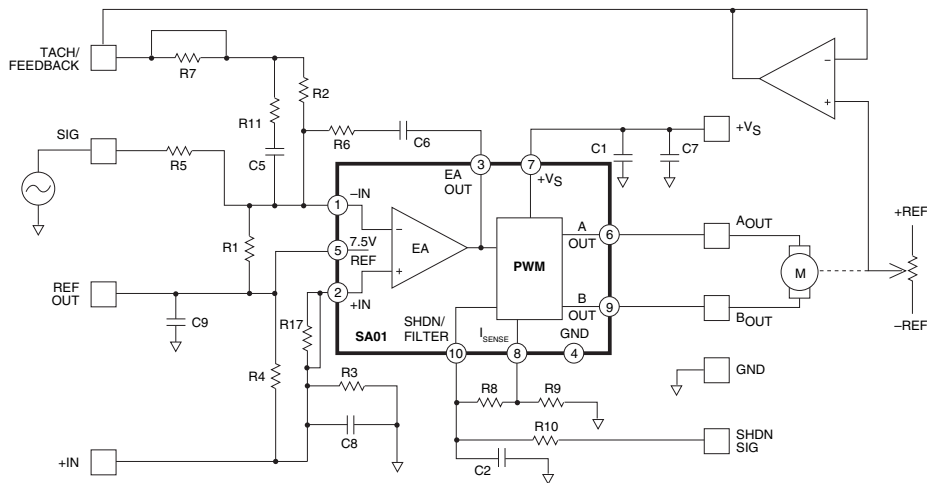 TACH/
FEEDBACK
R7
R2
R11
SIG
R6
C6
+VS
C1
C7
R5
C5
3
7
EA
OUT
+VS
1
–IN
–
+
–
EA
+
R1
5
7.5V
REF
PWM
A
OUT
6
AOUT
+REF
M
REF
OUT
2
+IN
B
OUT
9
BOUT
–REF
C9
R17
SHDN/
FILTER
ISENSE
GND
SA01
10
8
4
R4
R3
R8
R9
GND
C8
R10
SHDN
SIG
+IN
C2